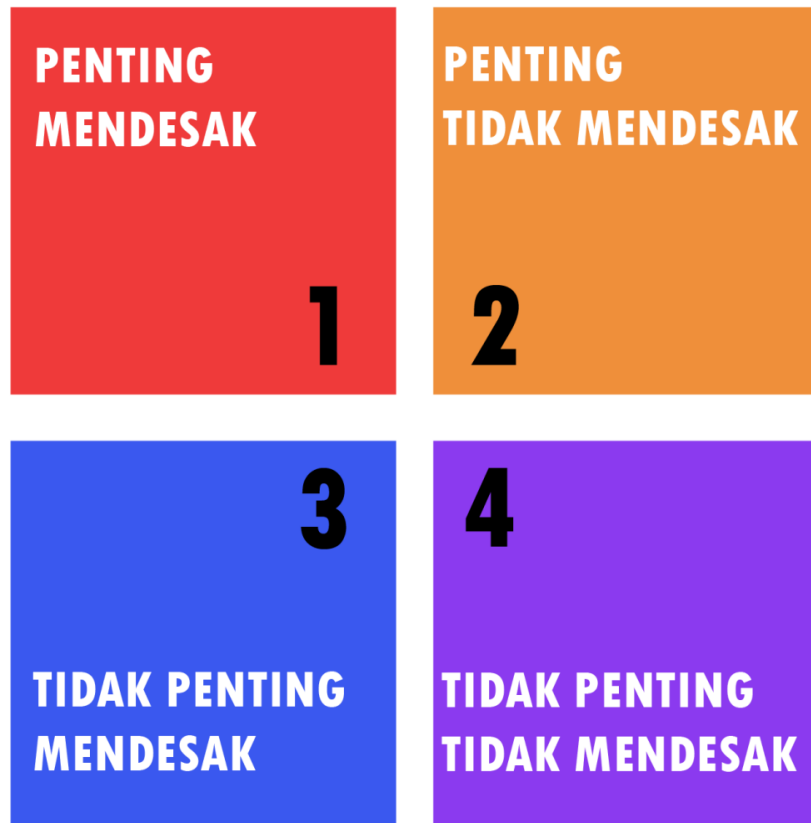 PENTING
MENDESAK
1
PENTING
TIDAK MENDESAK
2
3
TIDAK PENTING
MENDESAK
4
TIDAK PENTING
TIDAK MENDESAK